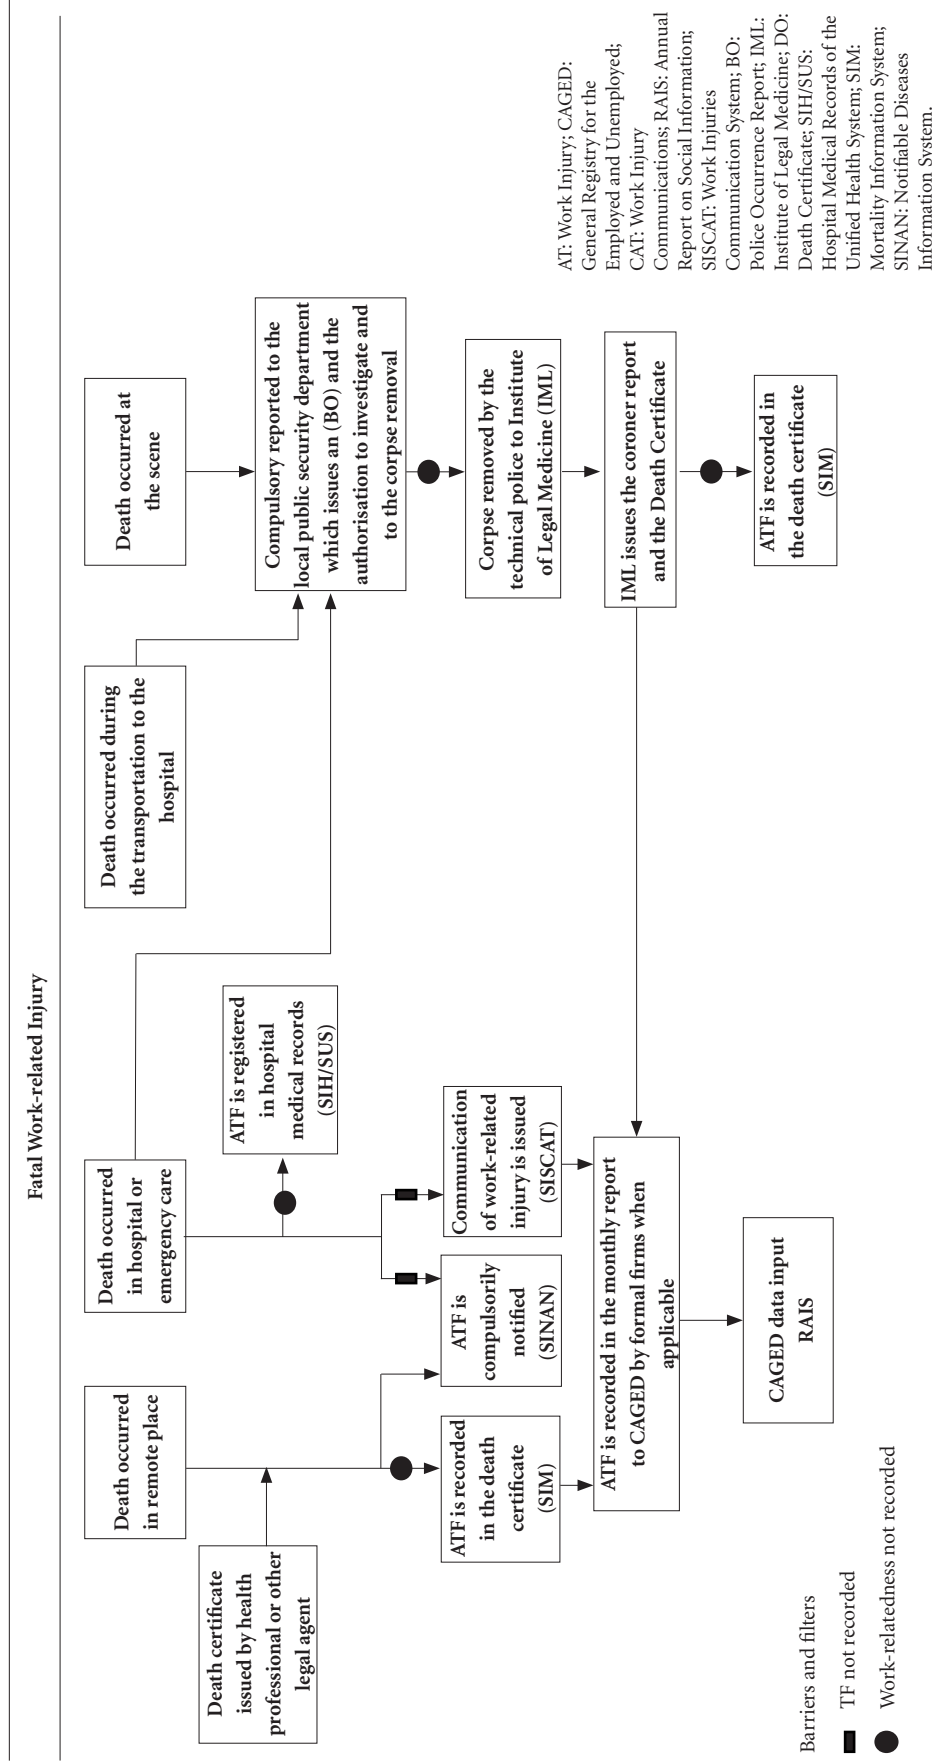 Fatal Work-related Injury
Death occurred
in remote place
Death occurred
in hospital or
emergency care
Death occurred during
the transportation to the
hospital
Death occurred at
the scene
Death certificate
issued by health
professional or other
legal agent
ATF is registered
in hospital
medical records
(SIH/SUS)
Compulsory reported to the
local public security department
which issues an (BO) and the
authorisation to investigate and
to the corpse removal
ATF is recorded
in the death
certificate
(SIM)
ATF is
compulsorily
notified
(SINAN)
Communication
of work-related
injury is issued
(SISCAT)
Corpse removed by the
technical police to Institute
of Legal Medicine (IML)
ATF is recorded in the monthly report
to CAGED by formal firms when
applicable
IML issues the coroner report
and the Death Certificate
CAGED data input
RAIS
ATF is recorded in
the death certificate
(SIM)
Barriers and filters
TF not recorded
Work-relatedness not recorded
AT: Work Injury; CAGED:
General Registry for the
Employed and Unemployed;
CAT: Work Injury
Communications; RAIS: Annual
Report on Social Information;
SISCAT: Work Injuries
Communication System; BO:
Police Occurrence Report; IML:
Institute of Legal Medicine; DO:
Death Certificate; SIH/SUS:
Hospital Medical Records of the
Unified Health System; SIM:
Mortality Information System;
SINAN: Notifiable Diseases
Information System.